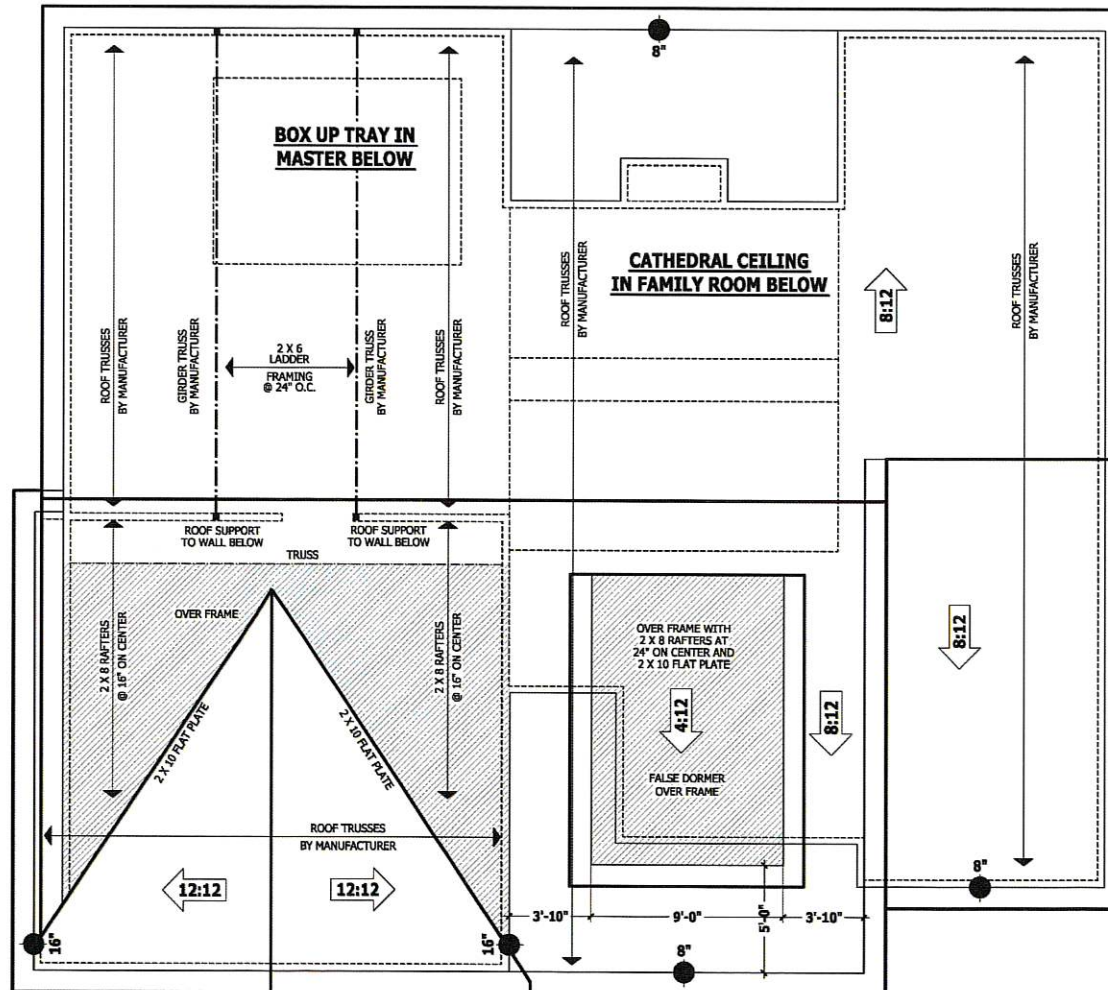 8"
BOX UP TRAY IN
MASTER BELOW
CATHEDRAL CEILING
IN FAMILY ROOM BELOW
ROOF TRUSSES
BY MANUFACTURER
GIRDER TRUSS
BY MANUFACTURER
2 X 6
LADDER
FRAMING
@ 24" O.C.
GIRDER TRUSS
BY MANUFACTURER
ROOF TRUSSES
BY MANUFACTURER
ROOF TRUSSES
BY MANUFACTURER
8:12
ROOF TRUSSES
BY MANUFACTURER
ROOF SUPPORT
TO WALL BELOW
ROOF SUPPORT
TO WALL BELOW
TRUSS
OVER FRAME
2 X 8 RAFTERS
@ 16" ON CENTER
2 X 8 RAFTERS
@ 16" ON CENTER
2 X 10 FLAT PLATE
2 X 10 FLAT PLATE
OVER FRAME WITH
2 X 8 RAFTERS AT
24" ON CENTER AND
2 X 10 FLAT PLATE
4:12
8:12
8:12
FALSE DORMER
OVER FRAME
ROOF TRUSSES
BY MANUFACTURER
12:12
12:12
8"
3'-10"
9'-0"
3'-10"
5'-0"
16"
16"
8"